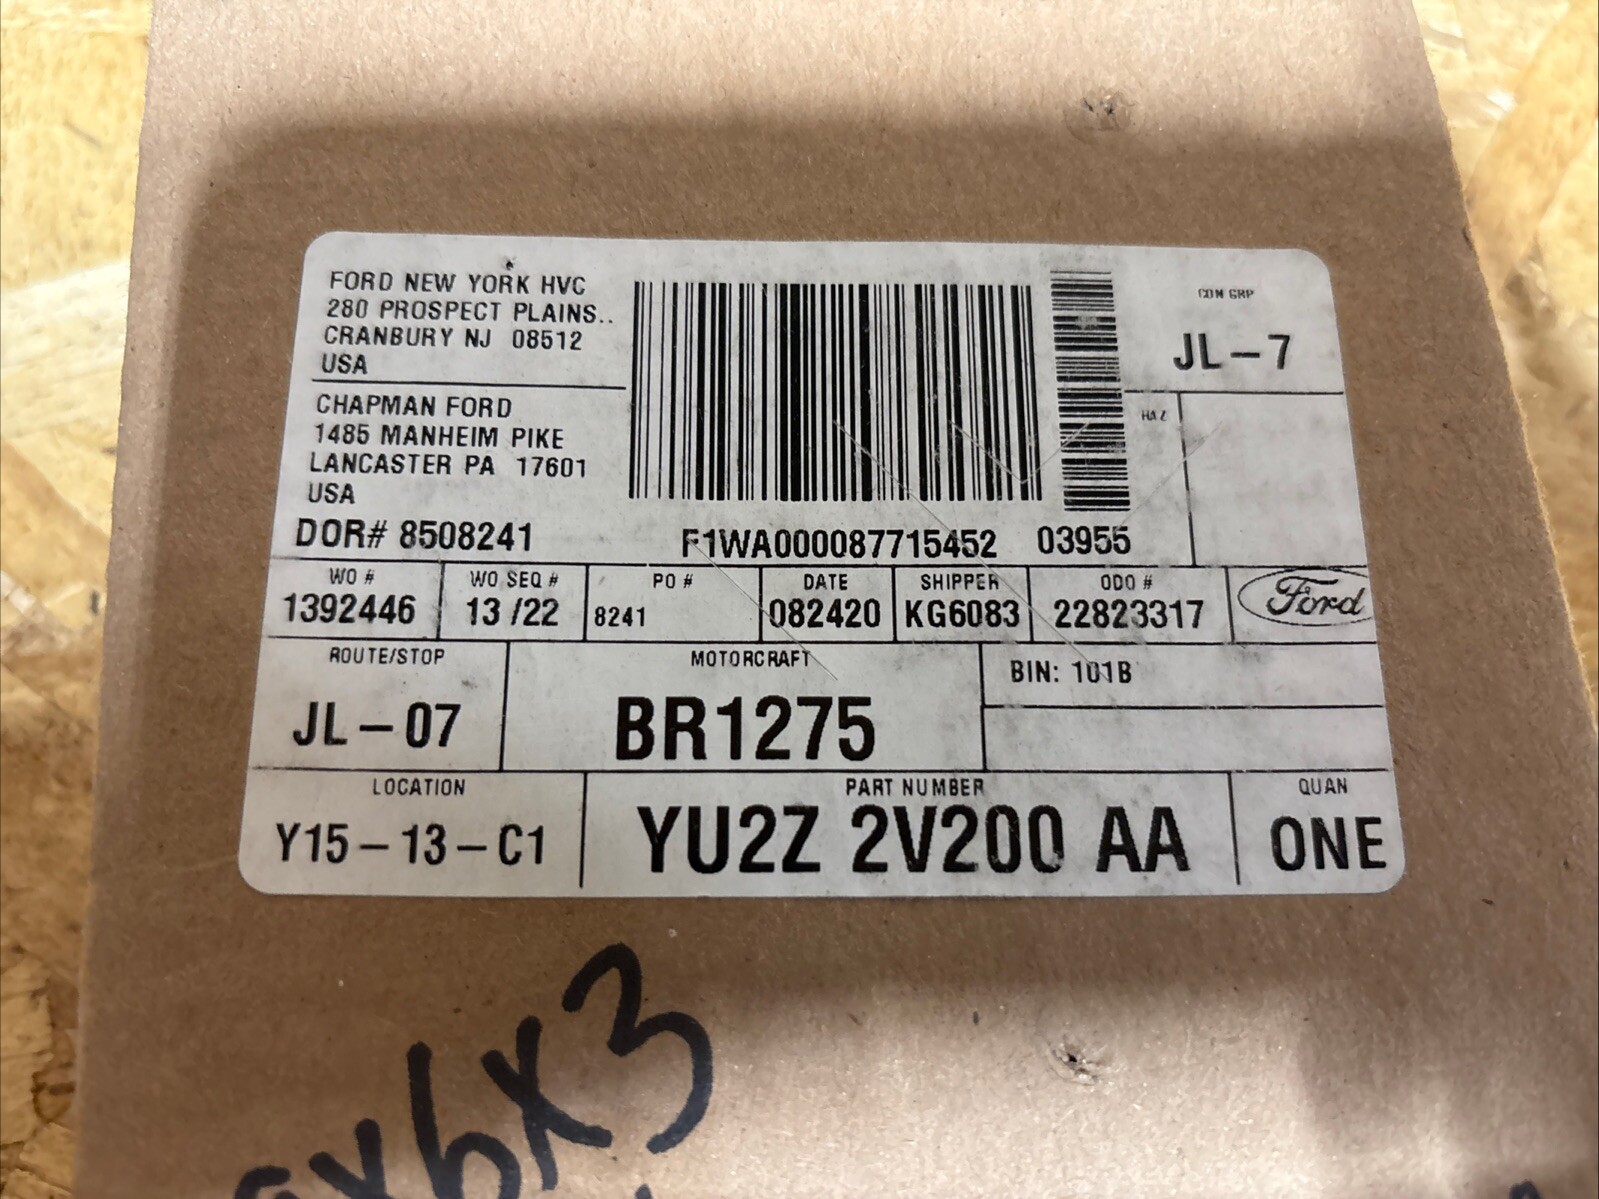 FORD NEW YORK HVC
280 PROSPECT PLAINS..
CRANBURY NJ 08512
USA
CHAPMAN FORD
1485 MANHEIM PIKE
LANCASTER PA 17601
USA
DOR# 8508241
F1WA000087715452 03955
COM GRP
JL-7
HAZ
WO #
1392446
WO SEQ #
13 /22
PO #
8241
DATE
082420
SHIPPER
KG6083
ODO #
22823317
Ford
ROUTE/STOP
JL-07
MOTORCRAFT
BR1275
BIN: 101B
LOCATION
Y15-13-C1
PART NUMBER
YU2Z 2V200 AA
QUAN
ONE
x6x3